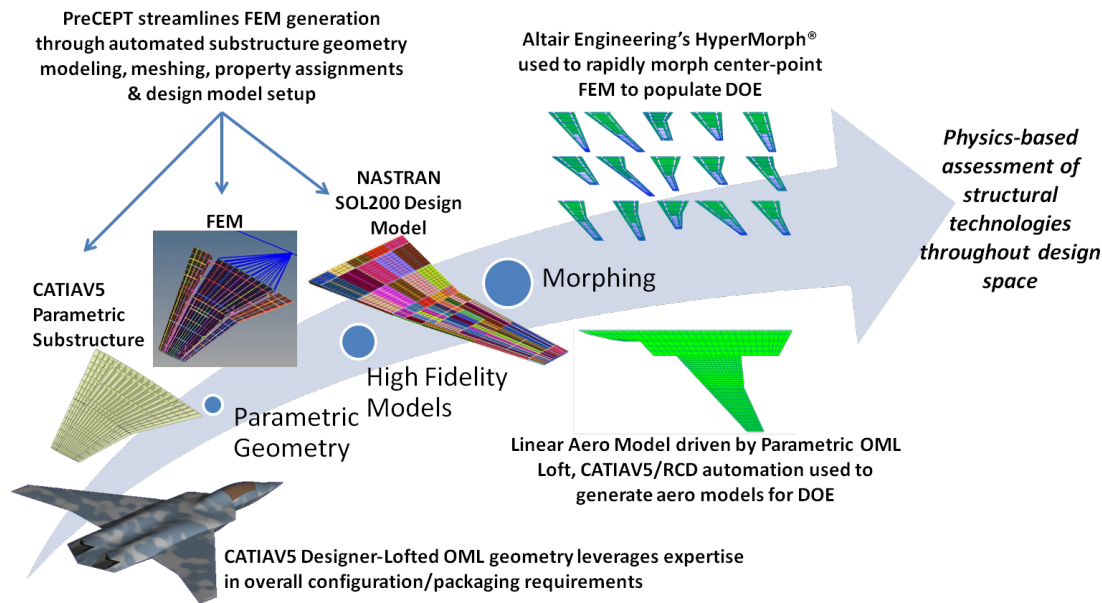 PreCEPT streamlines FEM generation
through automated substructure geometry
modeling, meshing, property assignments
& design model setup
Altair Engineering's HyperMorph®
used to rapidly morph center-point
FEM to populate DOE
Physics-based
assessment of
structural
technologies
throughout design
space
NASTRAN
SOL200 Design
Model
FEM
CATIAV5
Parametric
Substructure
Morphing
High Fidelity
Models
Parametric
Geometry
Linear Aero Model driven by Parametric OML
Loft, CATIAV5/RCD automation used to
generate aero models for DOE
CATIAV5 Designer-Lofted OML geometry leverages expertise
in overall configuration/packaging requirements